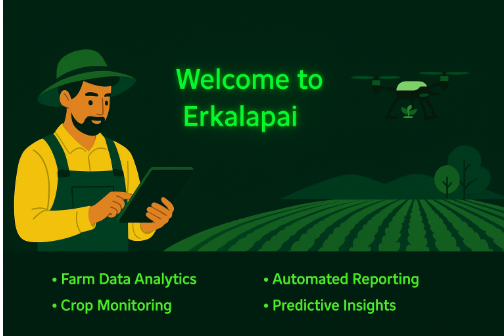 Welcome to
Erkalapai
• Farm Data Analytics
• Automated Reporting
• Crop Monitoring
• Predictive Insights